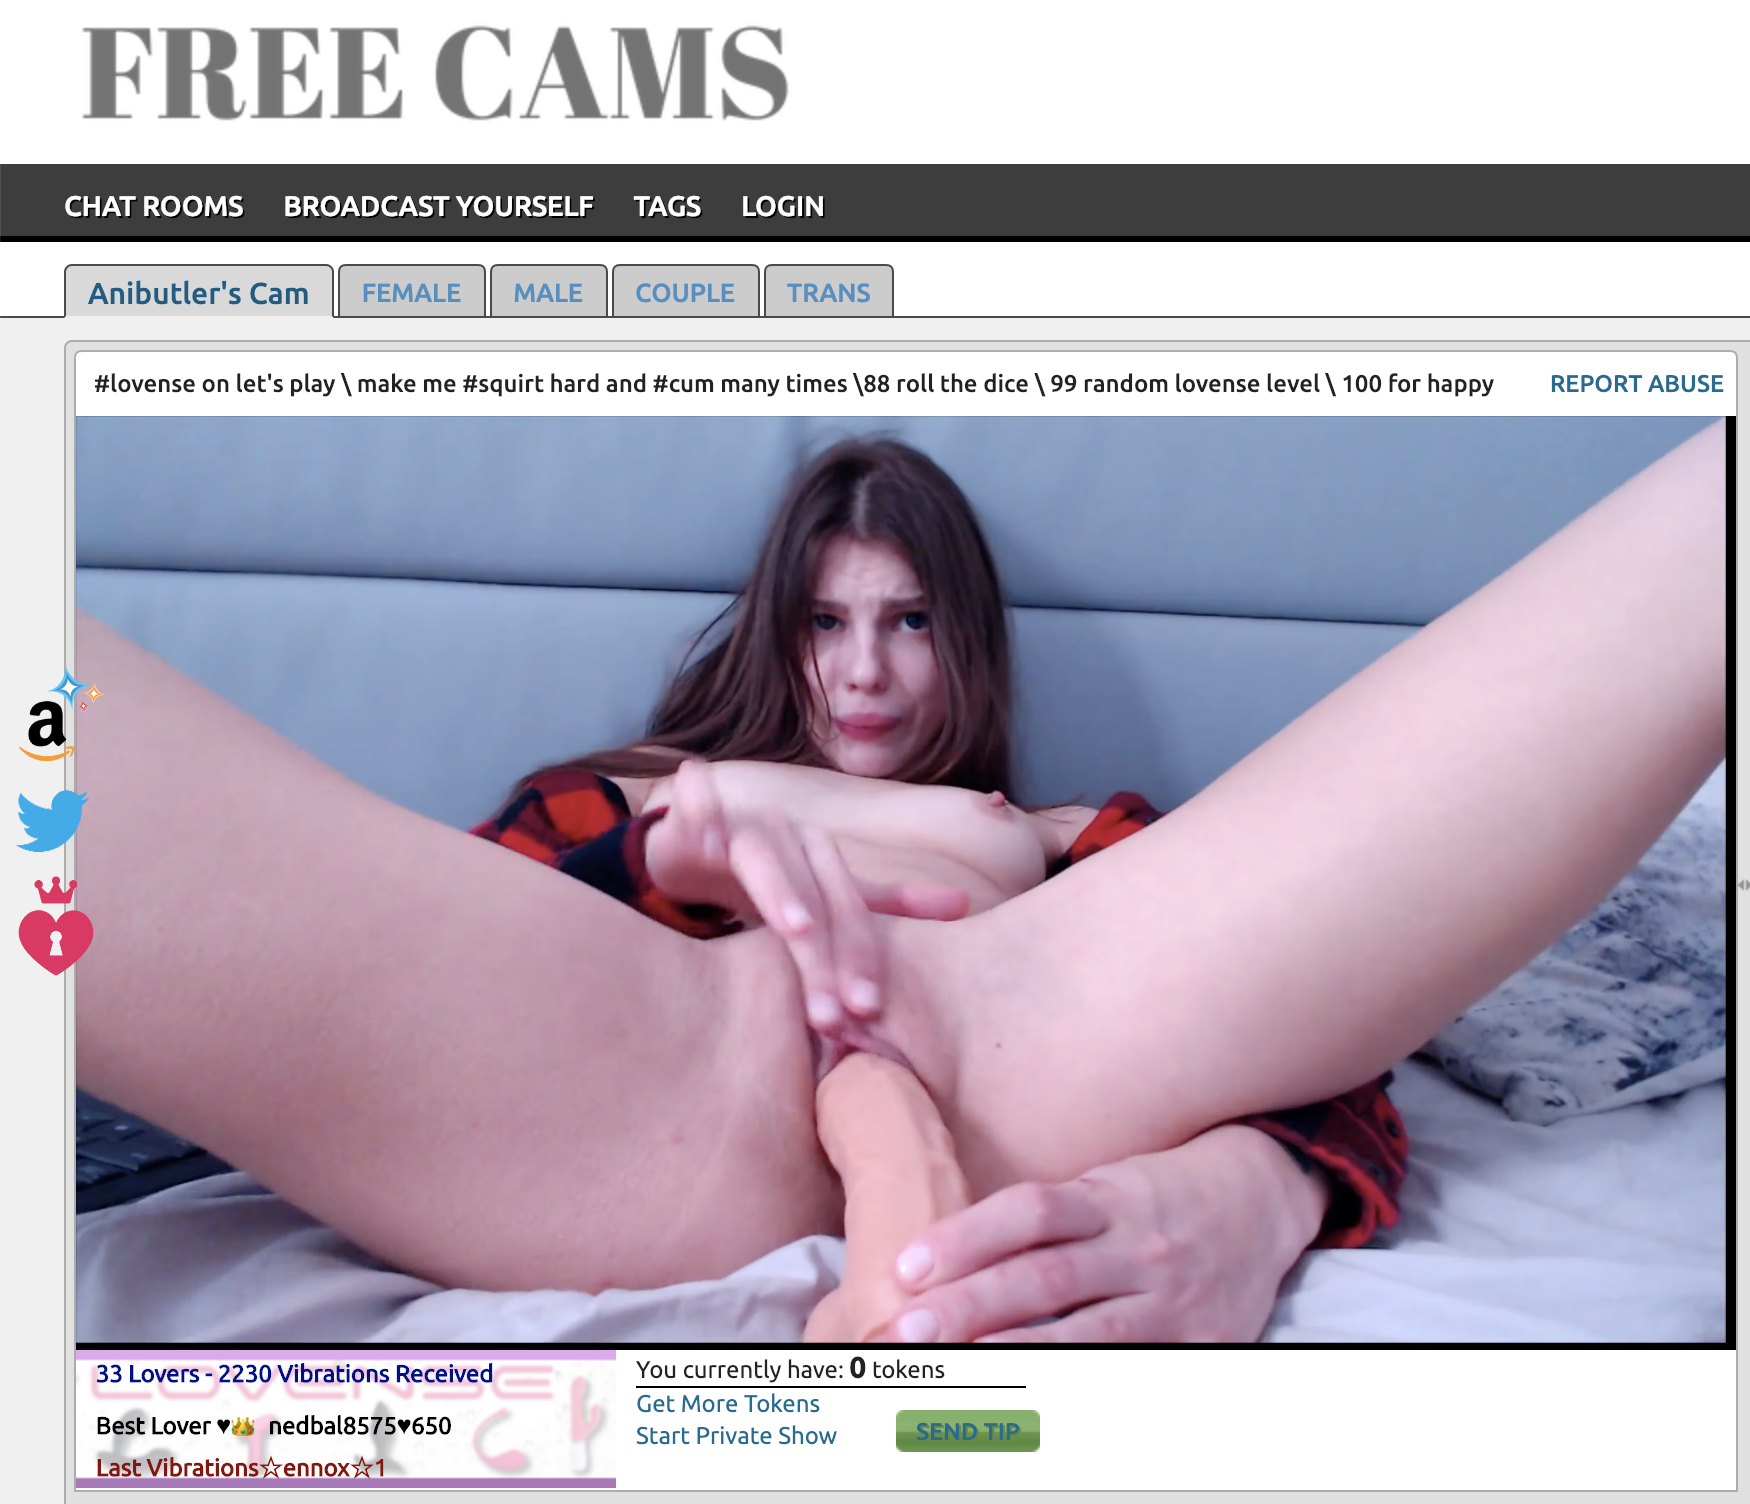 FREE CAMS
CHAT ROOMS BROADCAST YOURSELF TAGS LOGIN
Anibutler's Cam FEMALE MALE COUPLE TRANS
#lovense on let's play \ make me #squirt hard and #cum many times \88 roll the dice \ 99 random lovense level \ 100 for happy REPORT ABUSE
a
33 Lovers - 2230 Vibrations Received
LOVENSE
Best Lover ♥👑 nedbal8575♥650
Last Vibrations☆ennox☆1
You currently have: 0 tokens
Get More Tokens
Start Private Show
SEND TIP